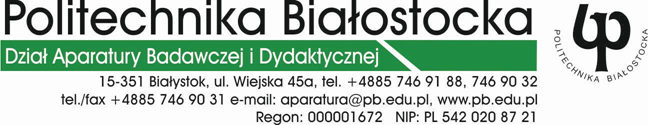 Politechnika Białostocka
Dział Aparatury Badawczej i Dydaktycznej
15-351 Białystok, ul. Wiejska 45a, tel. +4885 746 91 88, 746 90 32
tel./fax +4885 746 90 31 e-mail: aparatura@pb.edu.pl, www.pb.edu.pl
Regon: 000001672 NIP: PL 542 020 87 21
POLITECHNIKA BIAŁOSTOCKA